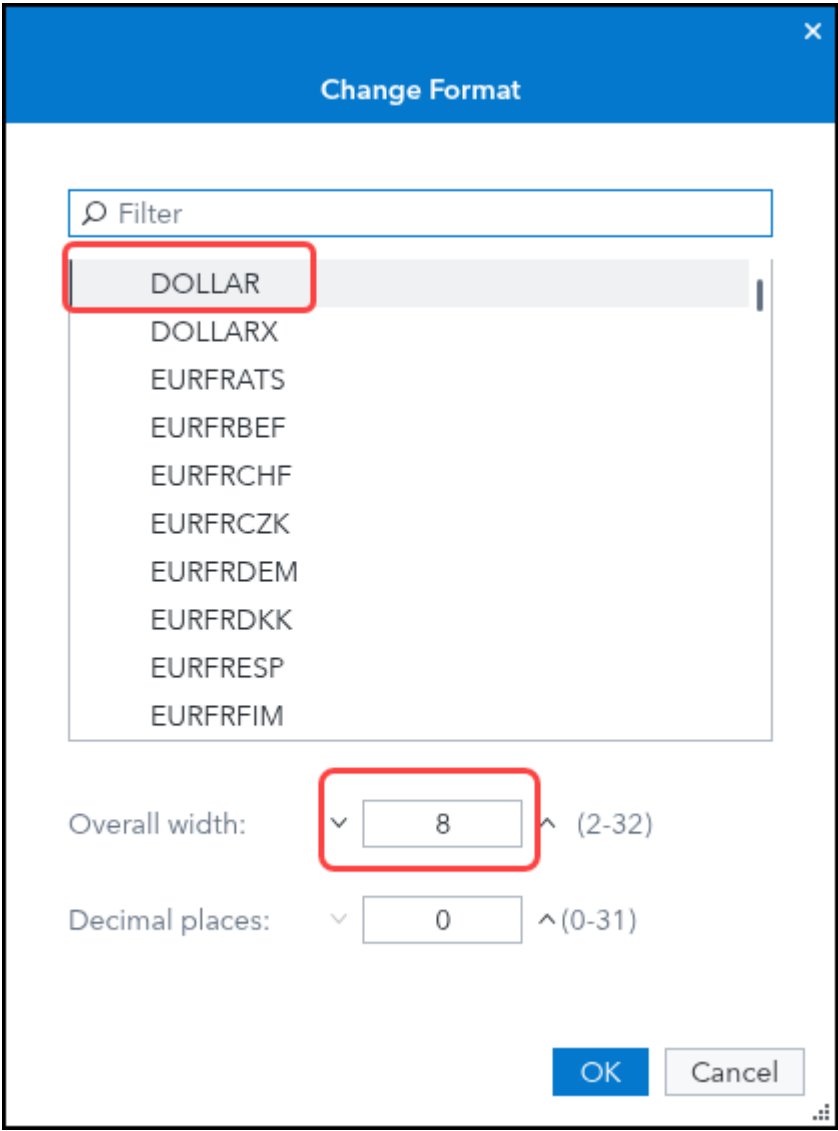 Change Format
Filter
DOLLAR
DOLLARX
EURFRATS
EURFRBEF
EURFRCHF
EURFRCZK
EURFRDEM
EURFRDKK
EURFRESP
EURFRFIM
Overall width: 8 (2-32)
Decimal places: 0 (0-31)
OK Cancel